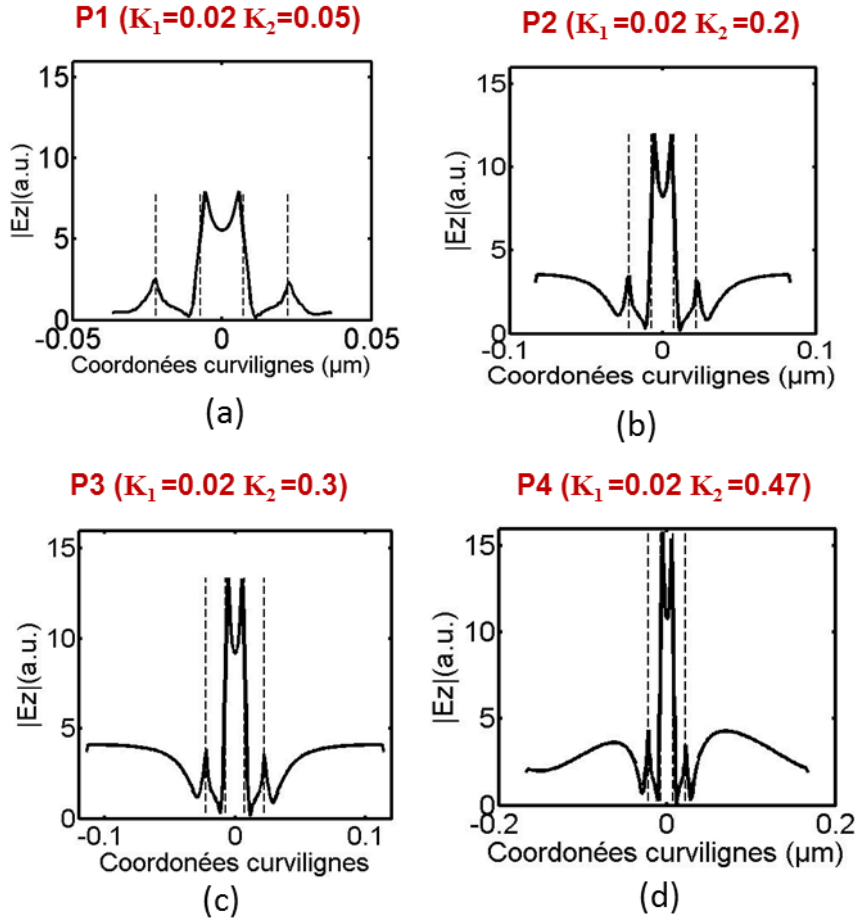 P1 (K₁=0.02 K₂=0.05)
15
10
5
0
|Ez|(a.u.)
-0.05 0 0.05
Coordonées curvilignes (µm)
(a)
P2 (K₁=0.02 K₂=0.2)
15
10
5
0
|Ez|(a.u.)
-0.1 0 0.1
Coordonées curvilignes (µm)
(b)
P3 (K₁=0.02 K₂=0.3)
15
10
5
0
|Ez|(a.u.)
-0.1 0 0.1
Coordonées curvilignes
(c)
P4 (K₁=0.02 K₂=0.47)
15
10
5
0
|Ez|(a.u.)
-0.2 0 0.2
Coordonées curvilignes (µm)
(d)